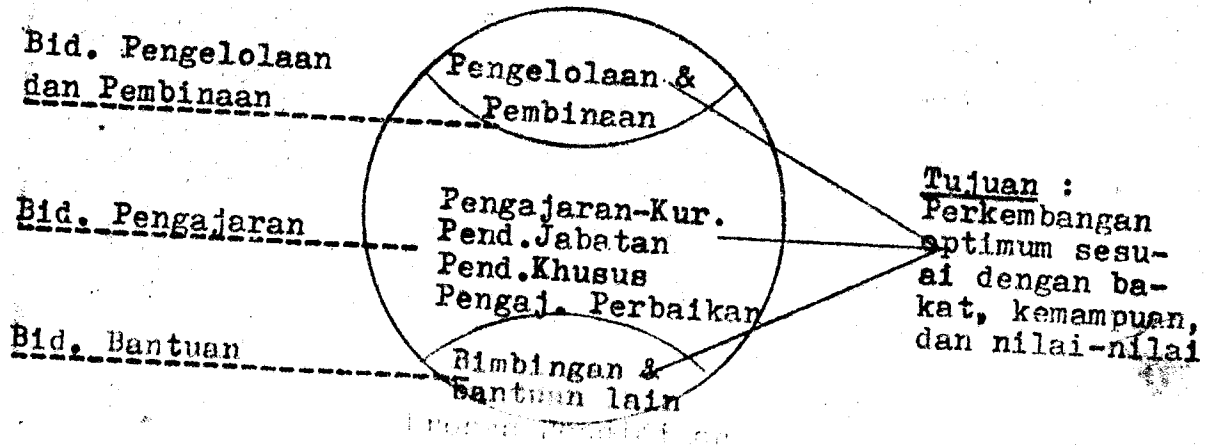 Bid. Pengelolaan
dan Pembinaan
Pengelolaan &
Pembinaan
Bid. Pengajaran
Pengajaran-Kur.
Pend.Jabatan
Pend.Khusus
Pengaj. Perbaikan
Bid. Bantuan
Bimbingan &
Bantuan lain
Tujuan :
Perkembangan
optimum sesu-
ai dengan ba-
kat, kemampuan,
dan nilai-nilai